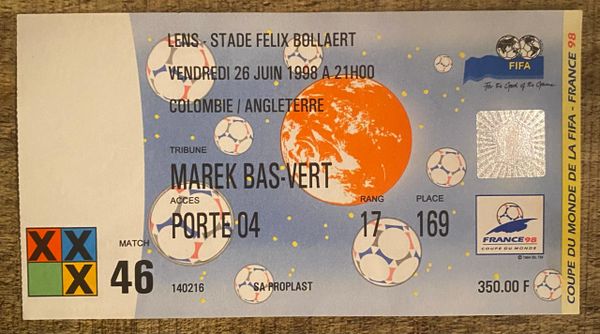 LENS - STADE FELIX BOLLAERT
VENDREDI 26 JUIN 1998 A 21H00
COLOMBIE / ANGLETERRE
TRIBUNE
MAREK BAS-VERT
ACCES RANG PLACE
PORTE 04 17 169
XX
X
MATCH
46
140216 SA PROPLAST 350.00 F
FIFA
For the Good of the Game
FRANCE 98
COUPE DU MONDE
COUPE DU MONDE DE LA FIFA - FRANCE 98